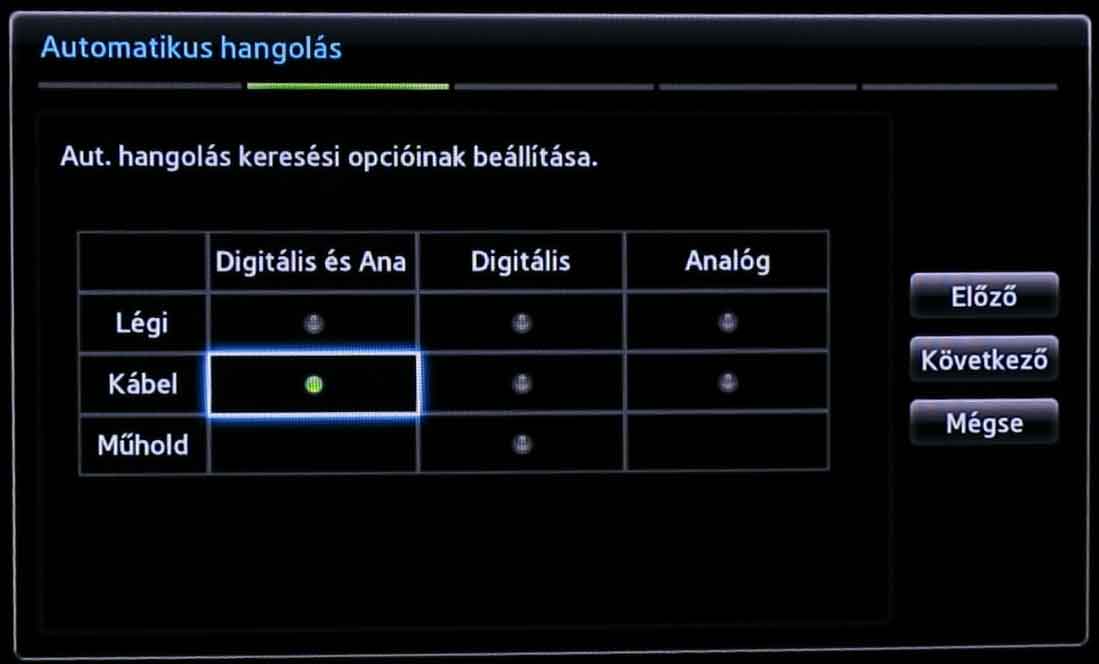 Automatikus hangolás
Aut. hangolás keresési opcióinak beállítása.
Digitális és Ana Digitális Analóg
Légi
Kábel
Műhold
Előző
Következő
Mégse